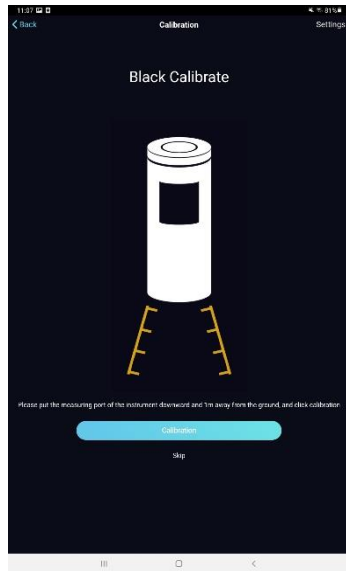 11:07 81%
Back Calibration Settings
Black Calibrate
Please put the measuring port of the instrument downward and 1m away from the ground, and click calibration
Calibration
Skip